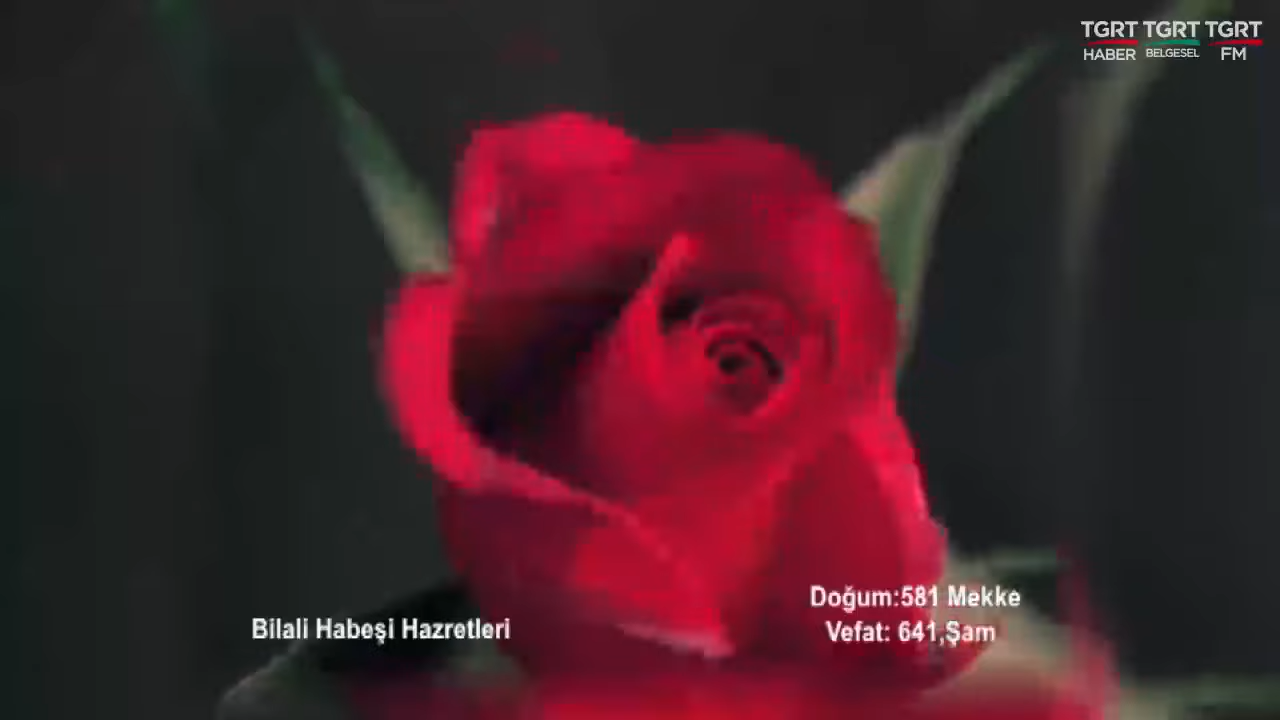 TGRT TGRT TGRT
HABER BELGESEL FM
Bilali Habeşi Hazretleri
Doğum:581 Mekke
Vefat: 641,Şam